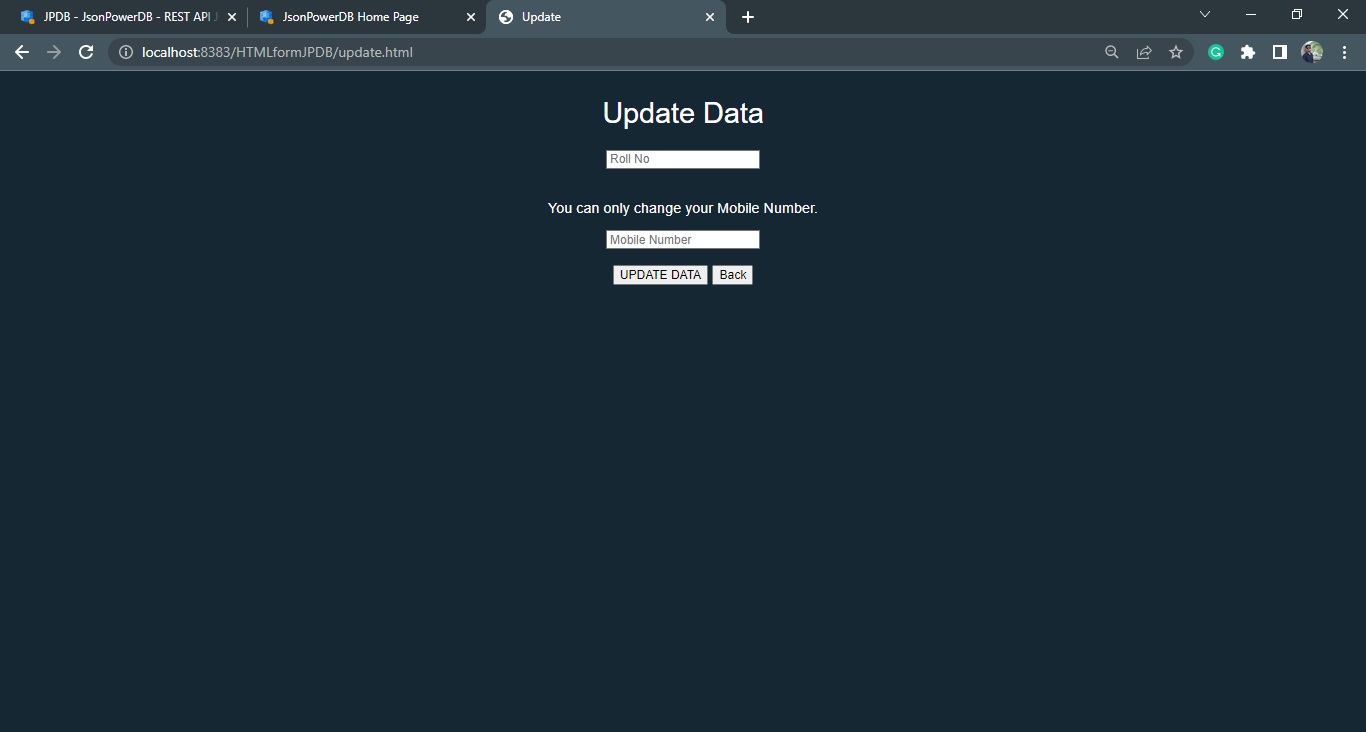 JPDB - JsonPowerDB - REST API
JsonPowerDB Home Page
Update
localhost:8383/HTMLformJPDB/update.html
Update Data
Roll No
You can only change your Mobile Number.
Mobile Number
UPDATE DATA Back